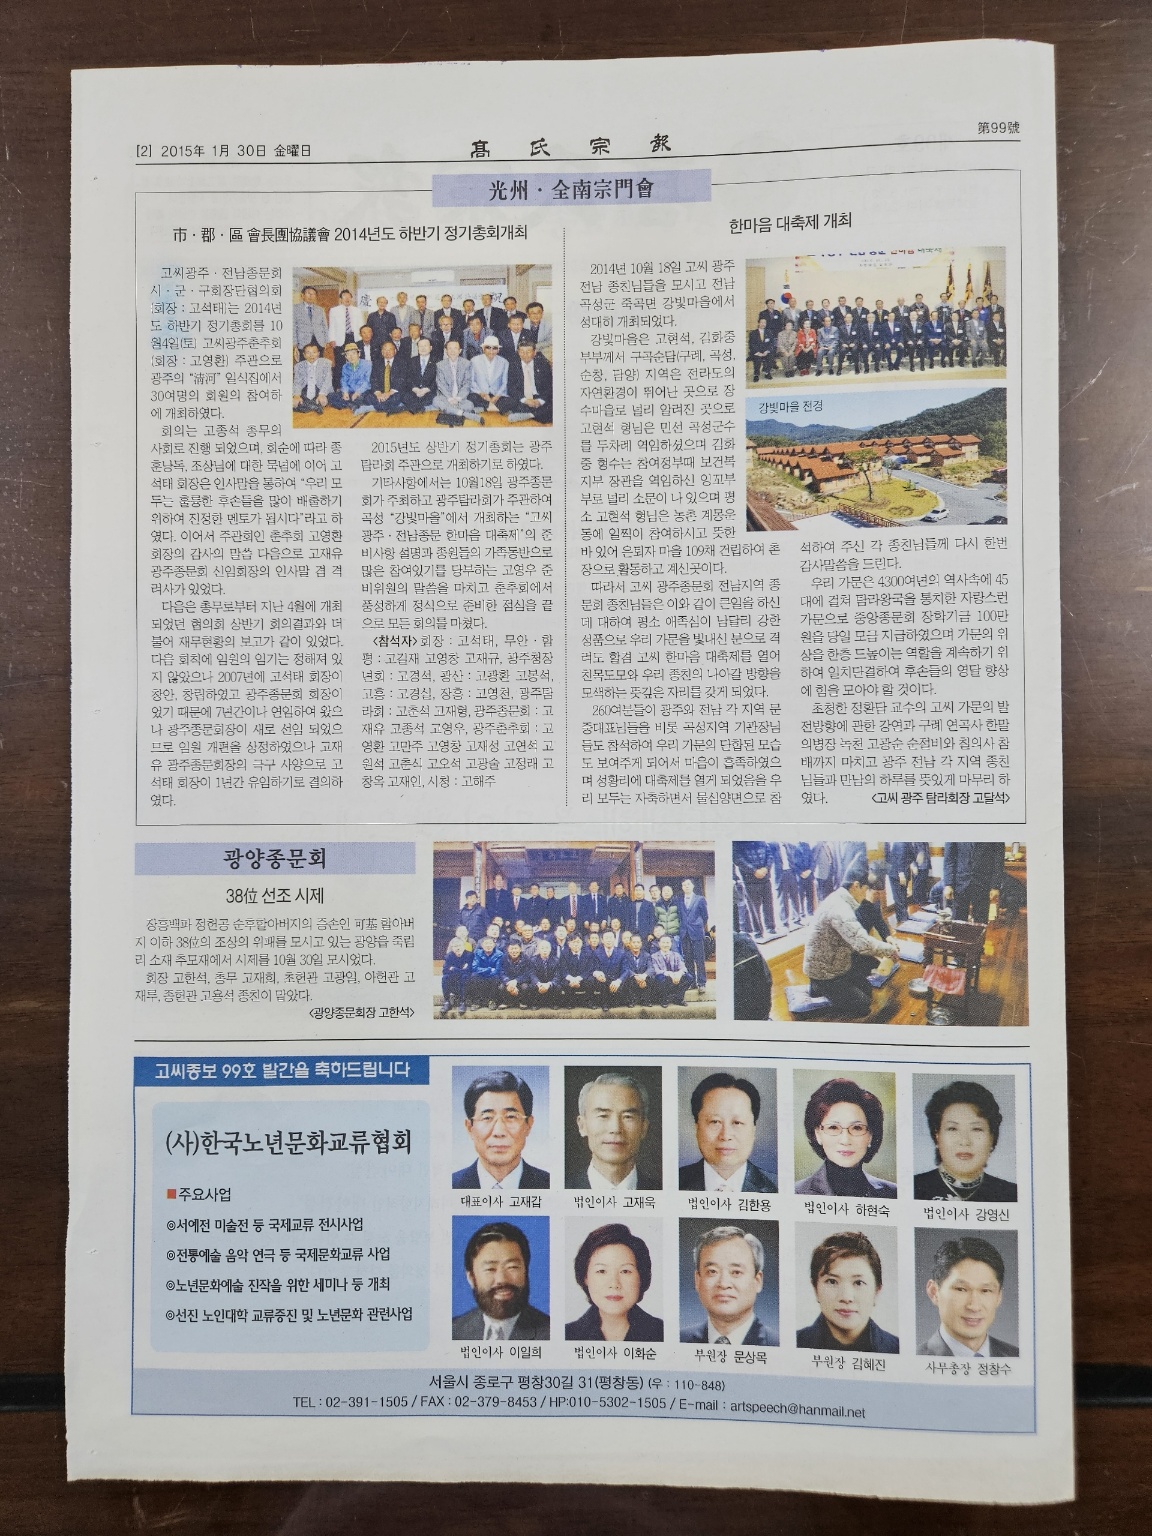 [2] 2015年 1月 30日 金曜日
高氏宗報
第99號
光州 · 全南宗門會
市 · 郡 · 區 會長團協議會 2014년도 하반기 정기총회개최
고씨광주 · 전남종문회
시 · 군 · 구회장단협의회
(회장 : 고석태)는 2014년
도 하반기 정기총회를 10
월4일(토) 고씨광주춘추회
(회장 : 고영환) 주관으로
광주의 “清河” 일식집에서
30여명의 회원의 참여하
에 개최하였다.
회의는 고종석 총무의
사회로 진행 되었으며, 회순에 따라 종
훈낭독, 조상님에 대한 묵념에 이어 고
석태 회장은 인사말을 통하여 “우리 모
두는 훌륭한 후손들을 많이 배출하기
위하여 진정한 멘토가 됩시다”라고 하
였다. 이어서 주관회인 춘추회 고영환
회장의 감사의 말씀 다음으로 고재유
광주종문회 신임회장의 인사말 겸 격
려사가 있었다.
다음은 총무로부터 지난 4월에 개최
되었던 협의회 상반기 회의결과와 더
불어 재무현황의 보고가 같이 있었다.
다음 회칙에 임원의 임기는 정해져 있
지 않았으나 2007년에 고석태 회장이
창안, 창립하였고 광주종문회 회장이
었기 때문에 7년간이나 연임하여 왔으
나 광주종문회장이 새로 선임 되었으
므로 임원 개편을 상정하였으나 고재
유 광주종문회장의 극구 사양으로 고
석태 회장이 1년간 유임하기로 결의하
였다.
2015년도 상반기 정기총회는 광주
탐라회 주관으로 개최하기로 하였다.
기타사항에서는 10월18일 광주종문
회가 주최하고 광주탐라회가 주관하여
곡성 “강빛마을”에서 개최하는 “고씨
광주 · 전남종문 한마음 대축제”의 준
비사항 설명과 종원들의 가족동반으로
많은 참여있기를 당부하는 고영우 준
비위원의 말씀을 마치고 춘추회에서
풍성하게 정식으로 준비한 점심을 끝
으로 모든 회의를 마쳤다.
<참석자> 회장 : 고석태, 무안 · 함
평 : 고길재 고영창 고재규, 광주청장
년회 : 고경석, 광산 : 고광환 고봉석,
고흥 : 고경심, 장흥 : 고영천, 광주탐
라회 : 고춘식 고재형, 광주종문회 : 고
재유 고종석 고영우, 광주춘추회 : 고
영환 고만주 고영창 고재성 고연석 고
원석 고춘식 고오석 고광술 고정래 고
창옥 고재인, 시청 : 고해주
한마음 대축제 개최
2014년 10월 18일 고씨 광주
전남 종친님들을 모시고 전남
곡성군 죽곡면 강빛마을에서
성대히 개최되었다.
강빛마을은 고현석, 김화중
부부께서 구곡순담(구례, 곡성,
순창, 담양) 지역은 전라도의
자연환경이 뛰어난 곳으로 장
수마을로 널리 알려진 곳으로
고현석 형님은 민선 곡성군수
를 두차례 역임하셨으며 김화
중 형수는 참여정부때 보건복
지부 장관을 역임하신 잉꼬부
부로 널리 소문이 나 있으며 평
소 고현석 형님은 농촌 계몽운
동에 일찍이 참여하시고 뜻한
바 있어 은퇴자 마을 109채 건립하여 촌
장으로 활동하고 계신곳이다.
따라서 고씨 광주종문회 전남지역 종
문회 종친님들은 이와 같이 큰일을 하신
데 대하여 평소 애족심이 남달리 강한
성품으로 우리 가문을 빛내신 분으로 격
려도 할겸 고씨 한마음 대축제를 열어
친목도모와 우리 종친의 나아갈 방향을
모색하는 뜻깊은 자리를 갖게 되었다.
260여분들이 광주와 전남 각 지역 문
중대표님들을 비롯 곡성지역 기관장님
들도 참석하여 우리 가문의 단합된 모습
도 보여주게 되어서 마음이 흡족하였으
며 성황리에 대축제를 열게 되었음을 우
리 모두는 자축하면서 물심양면으로 참
강빛마을 전경
석하여 주신 각 종친님들께 다시 한번
감사말씀을 드린다.
우리 가문은 4300여년의 역사속에 45
대에 걸쳐 탐라왕국을 통치한 자랑스런
가문으로 중앙종문회 장학기금 100만
원을 당일 모금 지급하였으며 가문의 위
상을 한층 드높이는 역할을 계속하기 위
하여 일치단결하여 후손들의 영달 향상
에 힘을 모아야 할 것이다.
초청한 정환담 교수의 고씨 가문의 발
전방향에 관한 강연과 구례 연곡사 한말
의병장 녹천 고광순 순절비와 칠의사 참
배까지 마치고 광주 전남 각 지역 종친
님들과 만남의 하루를 뜻있게 마무리 하
였다. <고씨 광주 탐라회장 고달석>
광양종문회
38位 선조 시제
장흥백파 정헌공 순후할아버지의 증손인 可基 할아버
지 이하 38位의 조상의 위패를 모시고 있는 광양읍 죽림
리 소재 추모재에서 시제를 10월 30일 모시었다.
회장 고한석, 총무 고재희, 초헌관 고광임, 아헌관 고
재루, 종헌관 고용석 종친이 맡았다.
<광양종문회장 고한석>
고씨종보 99호 발간을 축하드립니다
(사)한국노년문화교류협회
■주요사업
◎서예전 미술전 등 국제교류 전시사업
◎전통예술 음악 연극 등 국제문화교류 사업
◎노년문화예술 진작을 위한 세미나 등 개최
◎선진 노인대학 교류증진 및 노년문화 관련사업
대표이사 고재갑
법인이사 고재욱
법인이사 김한용
법인이사 하현숙
법인이사 강영신
법인이사 이일희
법인이사 이화순
부원장 문상목
부원장 김혜진
사무총장 정창수
서울시 종로구 평창30길 31(평창동) (우 : 110-848)
TEL : 02-391-1505 / FAX : 02-379-8453 / HP:010-5302-1505 / E-mail : artspeech@hanmail.net